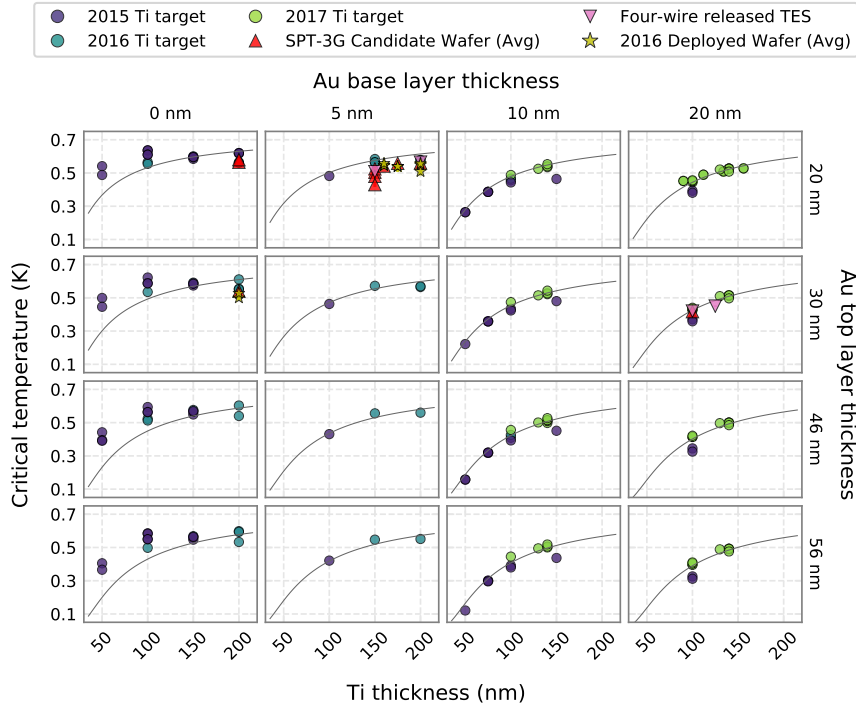 2015 Ti target 2017 Ti target Four-wire released TES
2016 Ti target SPT-3G Candidate Wafer (Avg) 2016 Deployed Wafer (Avg)
Au base layer thickness
0 nm 5 nm 10 nm 20 nm
0.7
0.5
0.3
0.1
20 nm
0.7
0.5
0.3
0.1
30 nm
0.7
0.5
0.3
0.1
46 nm
0.7
0.5
0.3
0.1
56 nm
Critical temperature (K)
Au top layer thickness
50 100 150 200 50 100 150 200 50 100 150 200 50 100 150 200
Ti thickness (nm)